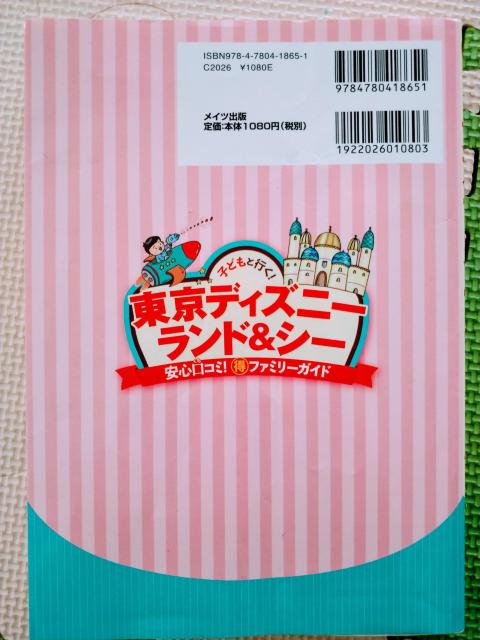 ISBN978-4-7804-1865-1
C2026 ¥1080E
9784780418651
メイツ出版
定価:本体1080円(税別)
1922026010803
子どもと行く!
東京ディズニー
ランド&シー
安心口コミ! 得 ファミリーガイド